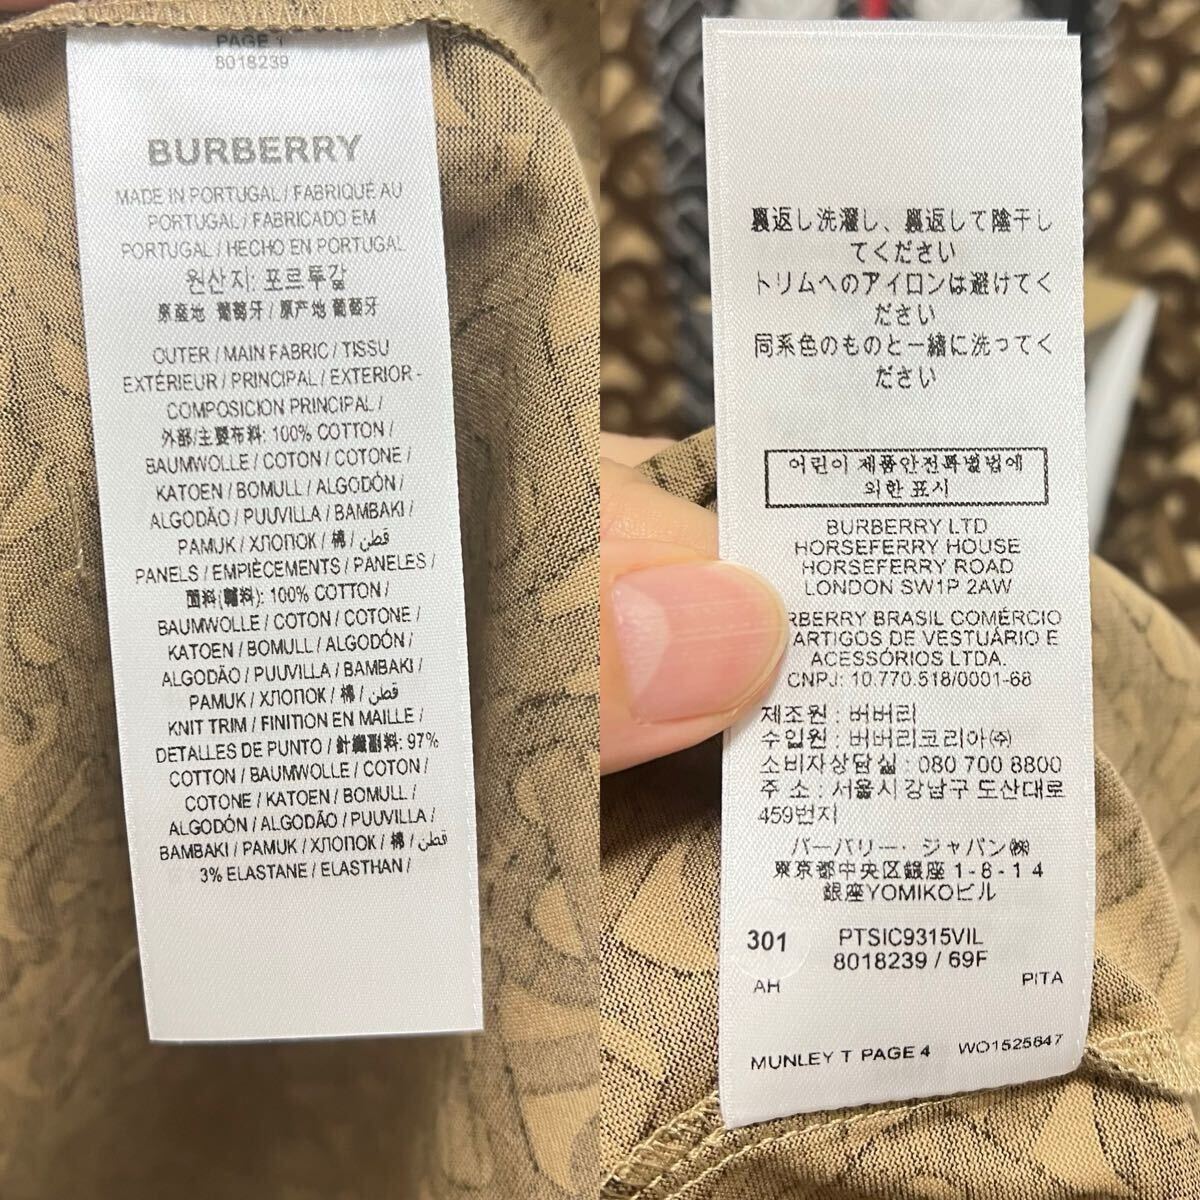 PAGE 1
8018239
BURBERRY
MADE IN PORTUGAL / FABRIQUÉ AU
PORTUGAL / FABRICADO EM
PORTUGAL / HECHO EN PORTUGAL
원산지: 포르투갈
原產地 葡萄牙 / 原产地 葡萄牙
OUTER / MAIN FABRIC / TISSU
EXTÉRIEUR / PRINCIPAL / EXTERIOR -
COMPOSICION PRINCIPAL /
外部/主要布料: 100% COTTON /
BAUMWOLLE / COTON / COTONE /
KATOEN / BOMULL / ALGODÓN /
ALGODÃO / PUUVILLA / BAMBAKI /
PAMUK / ХЛОПОК / 棉 / قطن
PANELS / EMPIÈCEMENTS / PANELES /
面料(輔料): 100% COTTON /
BAUMWOLLE / COTON / COTONE /
KATOEN / BOMULL / ALGODÓN /
ALGODÃO / PUUVILLA / BAMBAKI /
PAMUK / ХЛОПОК / 棉 / قطن
KNIT TRIM / FINITION EN MAILLE /
DETALLES DE PUNTO / 針織副料: 97%
COTTON / BAUMWOLLE / COTON /
COTONE / KATOEN / BOMULL /
ALGODÓN / ALGODÃO / PUUVILLA /
BAMBAKI / PAMUK / ХЛОПОК / 棉 / قطن
3% ELASTANE / ELASTHAN /
裏返し洗濯し、裏返しして陰干し
てください
トリムへのアイロンは避けてく
ださい
同系色のものと一緒に洗ってく
ださい
어린이 제품안전특별법에
의한 표시
BURBERRY LTD
HORSEFERRY HOUSE
HORSEFERRY ROAD
LONDON SW1P 2AW
RBERRY BRASIL COMÉRCIO
ARTIGOS DE VESTUÁRIO E
ACESSÓRIOS LTDA.
CNPJ: 10.770.518/0001-68
제조원 : 버버리
수입원 : 버버리코리아㈜
소비자상담실 : 080 700 8800
주 소 : 서울시 강남구 도산대로
459번지
バーバリー・ジャパン㈱
東京都中央区銀座 1-8-14
銀座YOMIKOビル
301 PTSIC9315VIL
8018239 / 69F
AH PITA
MUNLEY T PAGE 4 WO1525647